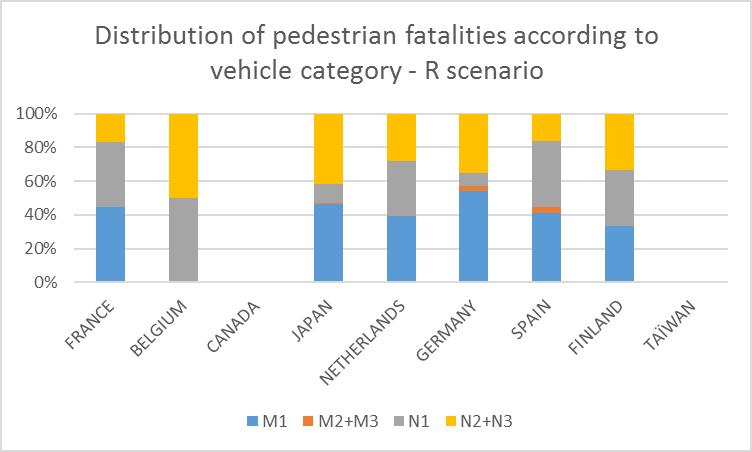 Distribution of pedestrian fatalities according to
vehicle category - R scenario
100%
80%
60%
40%
20%
0%
FRANCE
BELGIUM
CANADA
JAPAN
NETHERLANDS
GERMANY
SPAIN
FINLAND
TAÏWAN
M1
M2+M3
N1
N2+N3